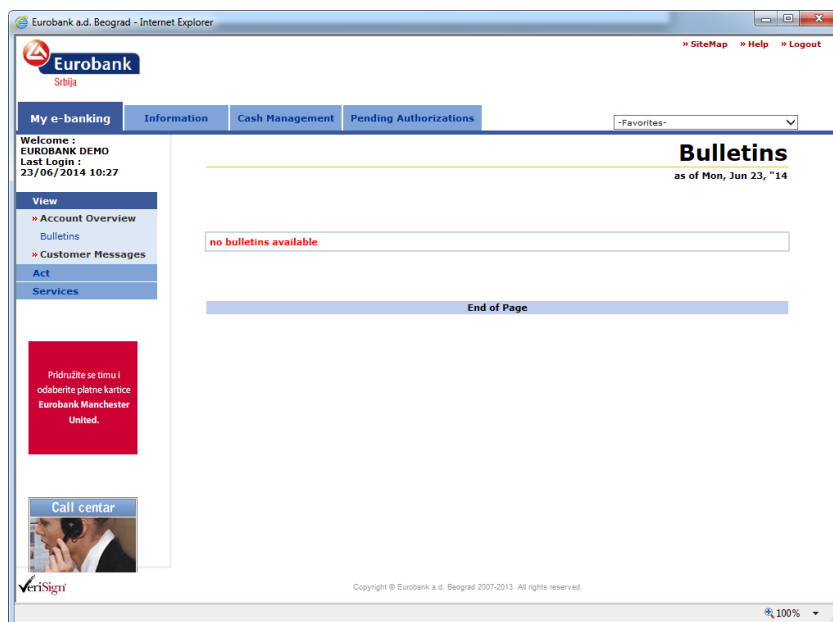 Eurobank a.d. Beograd - Internet Explorer
» SiteMap » Help » Logout
Eurobank
Srbija
My e-banking Information Cash Management Pending Authorizations
-Favorites-
Welcome :
EUROBANK DEMO
Last Login :
23/06/2014 10:27
Bulletins
as of Mon, Jun 23, "14
View
» Account Overview
Bulletins
» Customer Messages
Act
Services
no bulletins available
End of Page
Pridružite se timu i
odaberite platne kartice
Eurobank Manchester
United.
Call centar
VeriSign
Copyright © Eurobank a.d. Beograd 2007-2013. All rights reserved.
100%